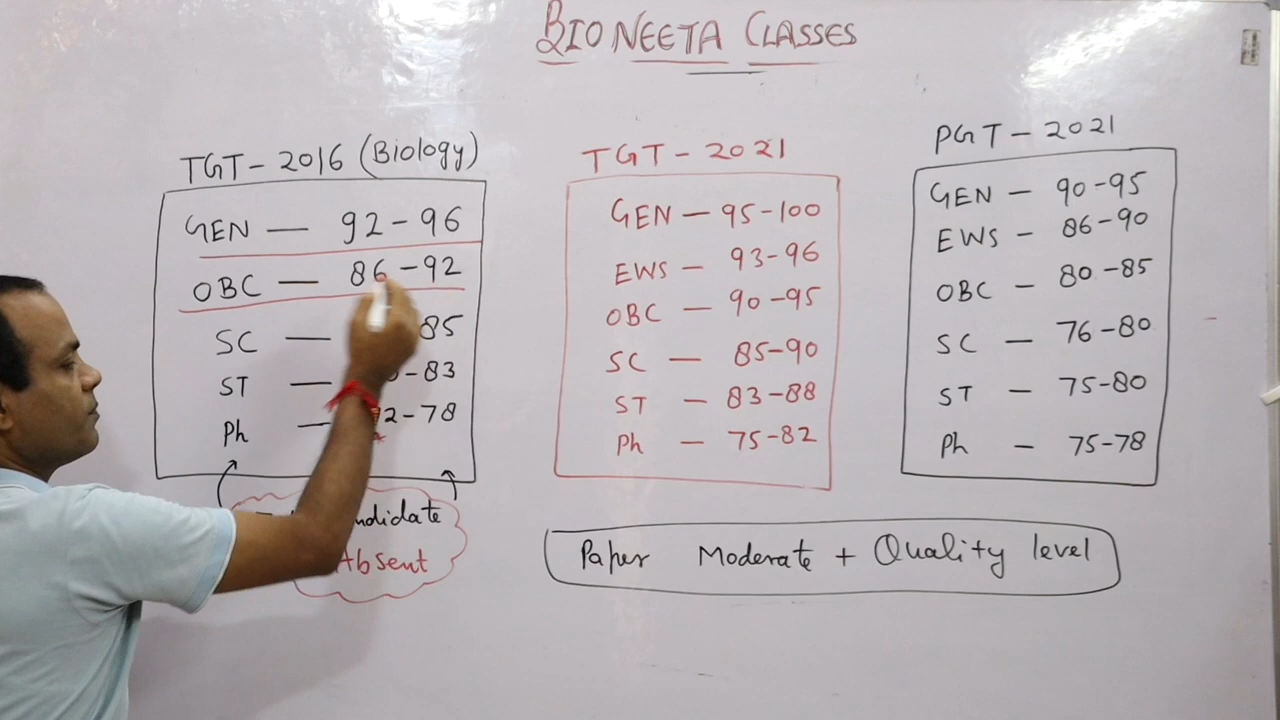 BIO NEETA CLASSES
TGT - 2016 (Biology)
GEN — 92 - 96
OBC — 86 - 92
SC — 85
ST — - 83
Ph — 2 - 78
Absent
TGT - 2021
GEN — 95-100
EWS — 93-96
OBC — 90-95
SC — 85-90
ST — 83-88
Ph — 75-82
PGT - 2021
GEN — 90-95
EWS - 86-90
OBC - 80-85
SC — 76-80
ST — 75-80
Ph — 75-78
Paper Moderate + Quality level